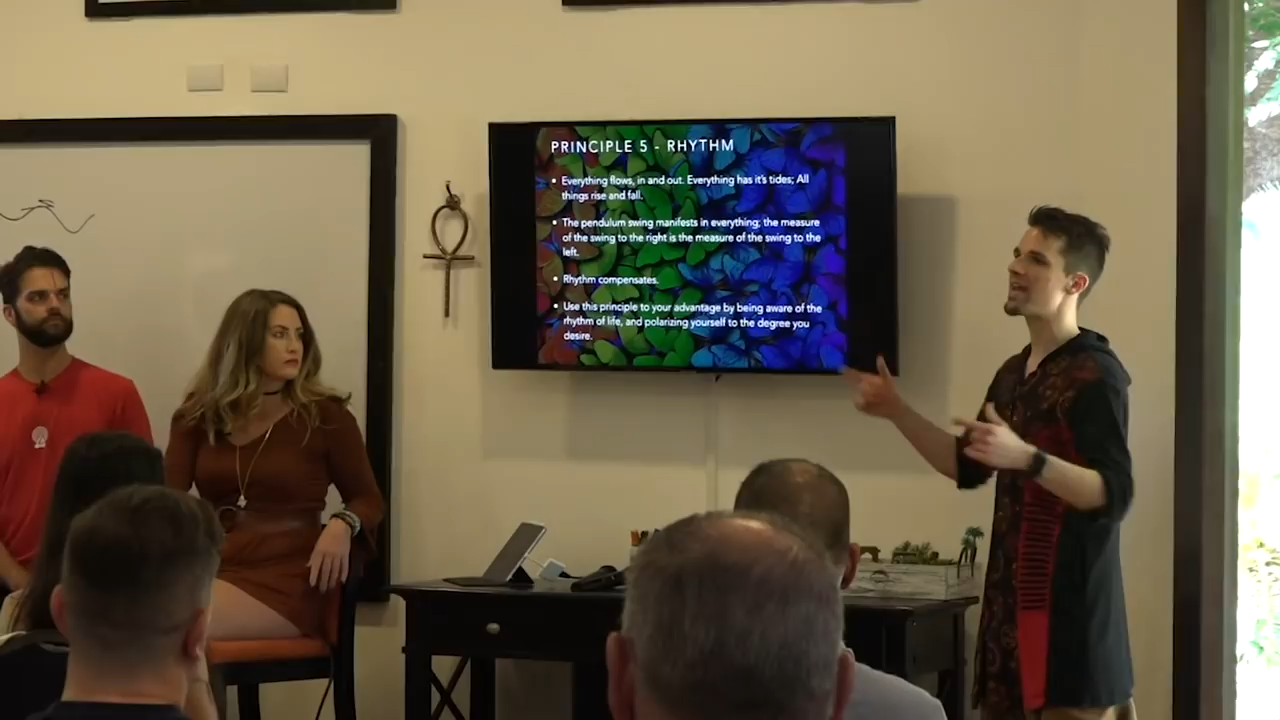 PRINCIPLE 5 - RHYTHM
• Everything flows, in and out. Everything has it's tides; All
things rise and fall.
• The pendulum swing manifests in everything; the measure
of the swing to the right is the measure of the swing to the
left.
• Rhythm compensates.
• Use this principle to your advantage by being aware of the
rhythm of life, and polarizing yourself to the degree you
desire.